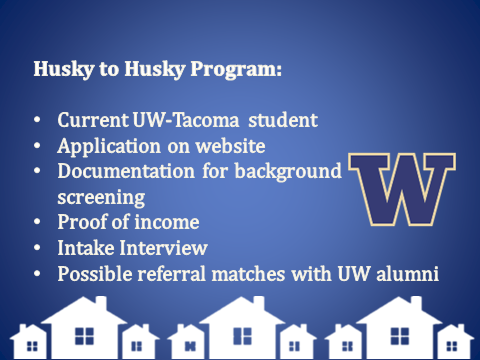 Husky to Husky Program:
• Current UW-Tacoma student
• Application on website
• Documentation for background
screening
• Proof of income
• Intake Interview
• Possible referral matches with UW alumni
W